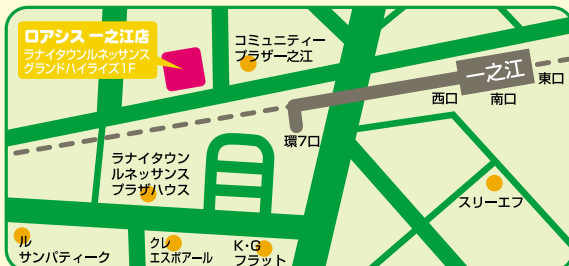 ロアシス 一之江店
ラナイタウンルネッサンス
グランドハイライズ1F
コミュニティー
プラザ一之江
一之江
東口
西口
南口
環7口
ラナイタウン
ルネッサンス
プラザハウス
スリーエフ
ル
サンパティーク
クレ
エスポアール
K・G
フラット